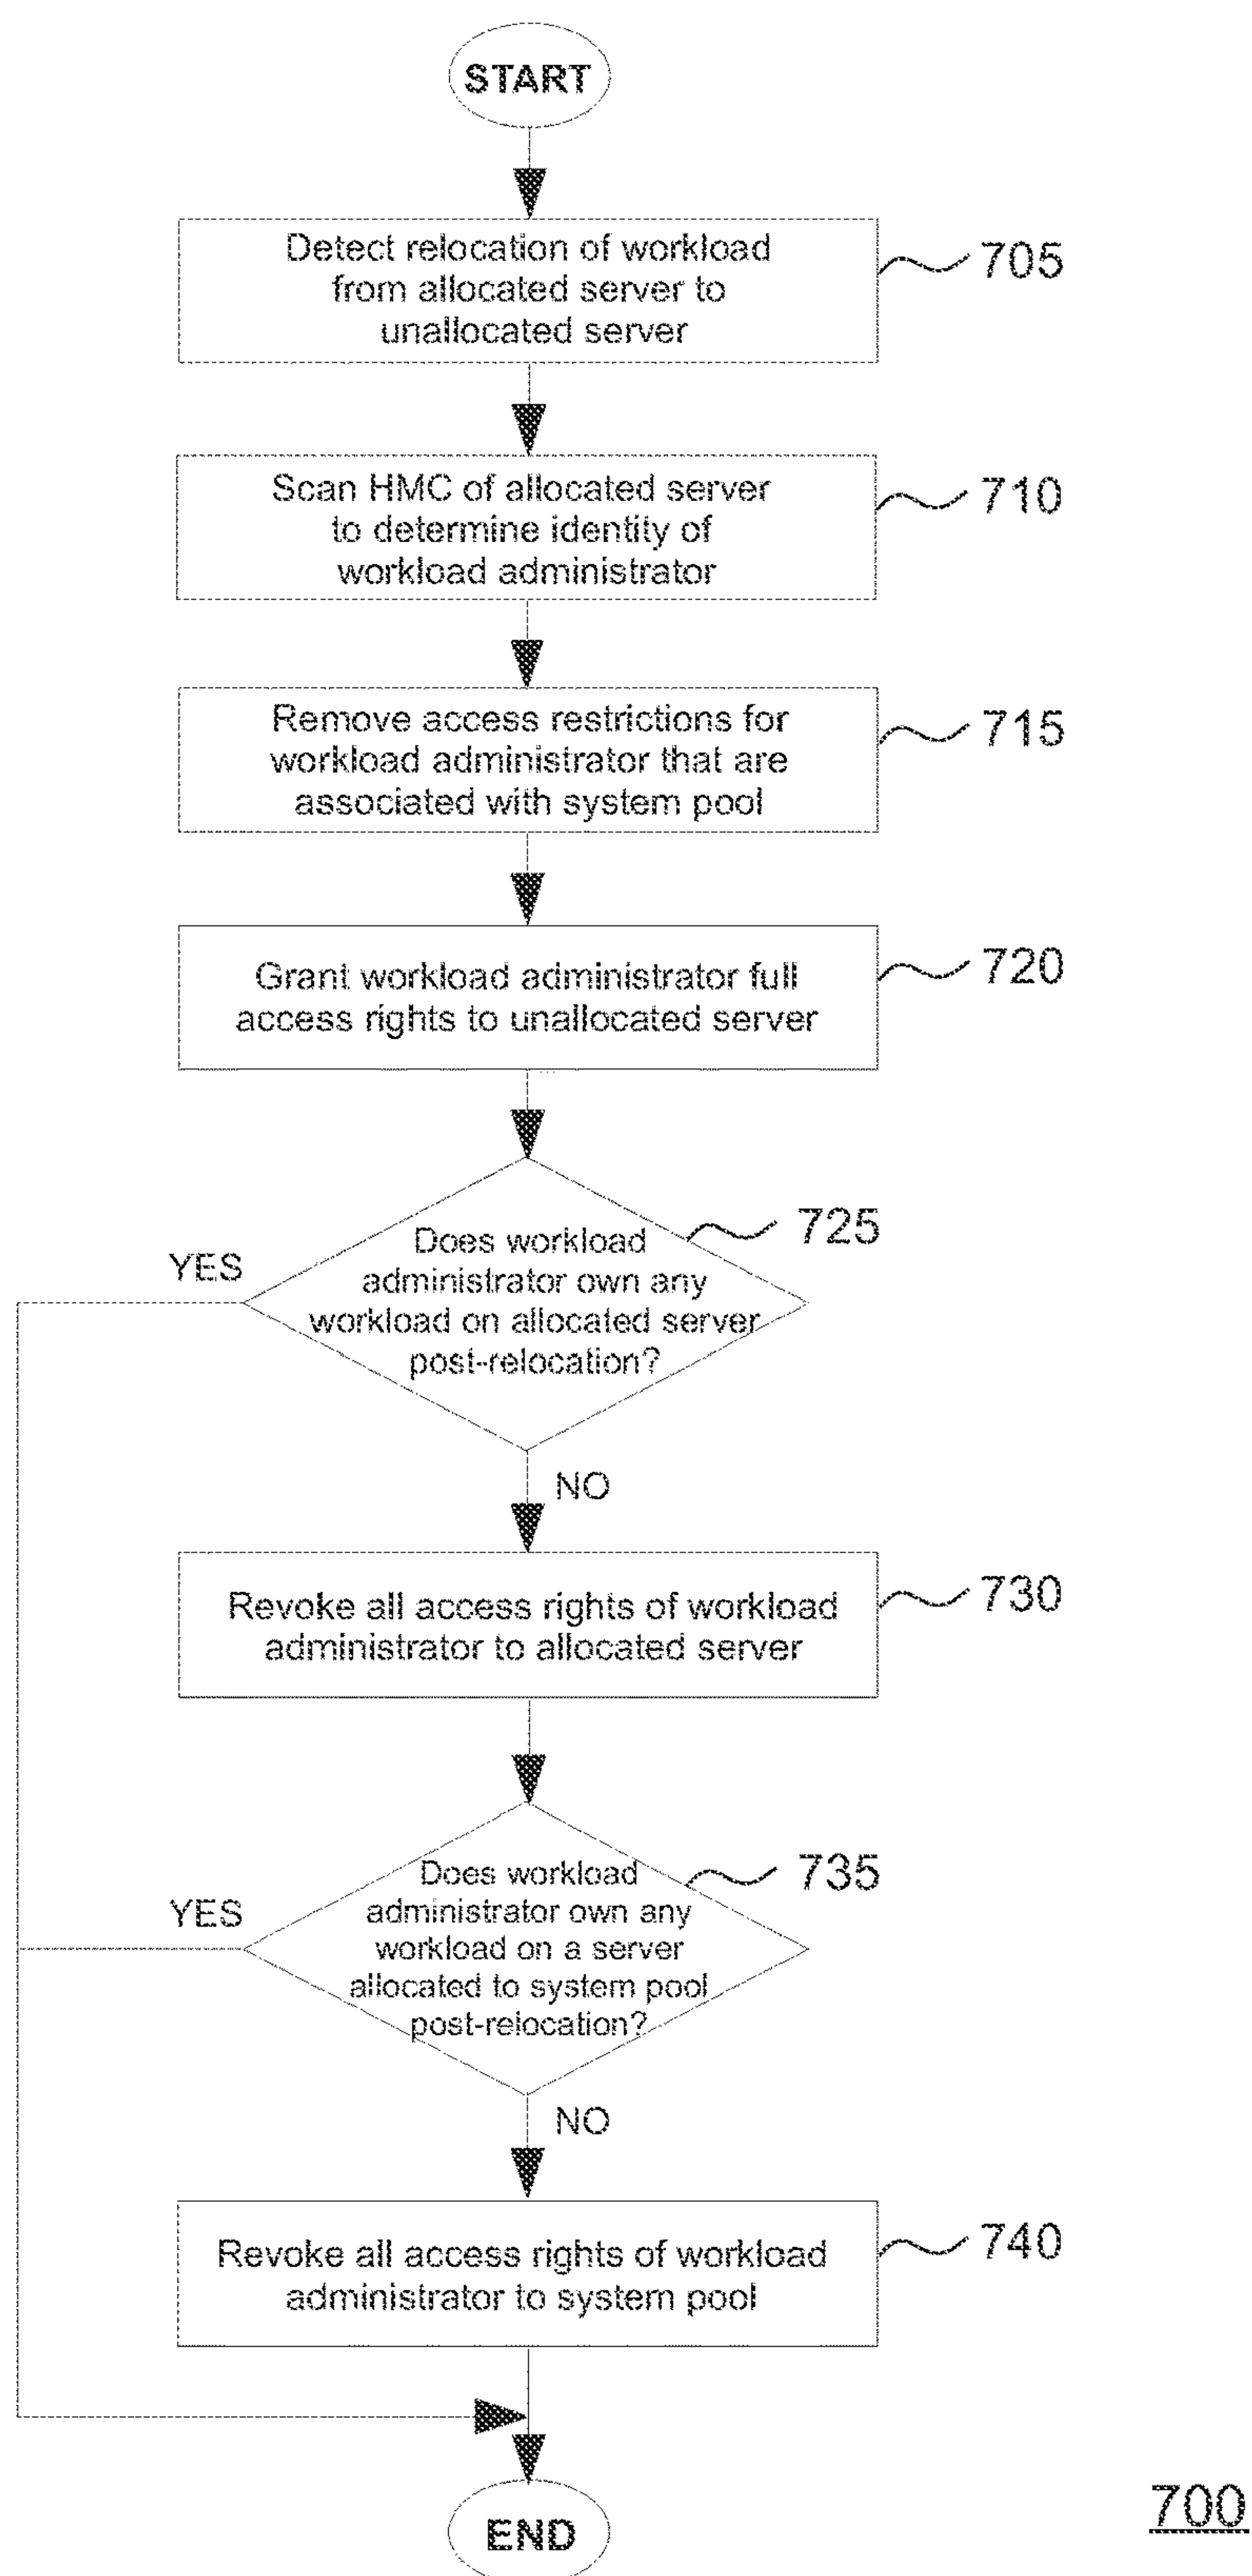 START
Detect relocation of workload
from allocated server to
unallocated server
705
Scan HMC of allocated server
to determine identity of
workload administrator
710
Remove access restrictions for
workload administrator that are
associated with system pool
715
Grant workload administrator full
access rights to unallocated server
720
Does workload
administrator own any
workload on allocated server
post-relocation?
725
YES
NO
Revoke all access rights of workload
administrator to allocated server
730
Does workload
administrator own any
workload on a server
allocated to system pool
post-relocation?
735
YES
NO
Revoke all access rights of workload
administrator to system pool
740
END
700